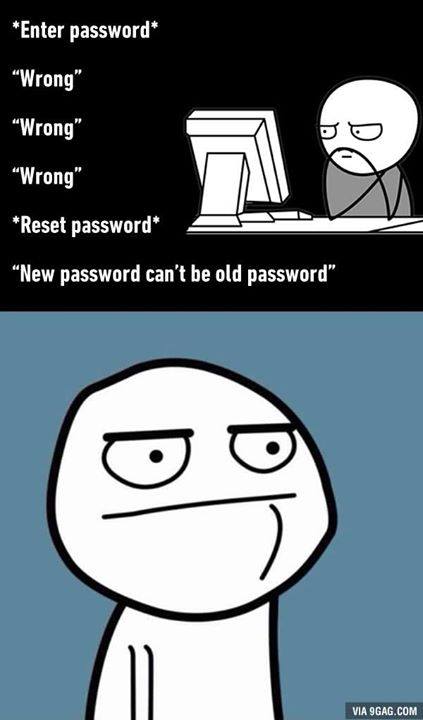 *Enter password*
“Wrong”
“Wrong”
“Wrong”
*Reset password*
“New password can’t be old password”
VIA 9GAG.COM